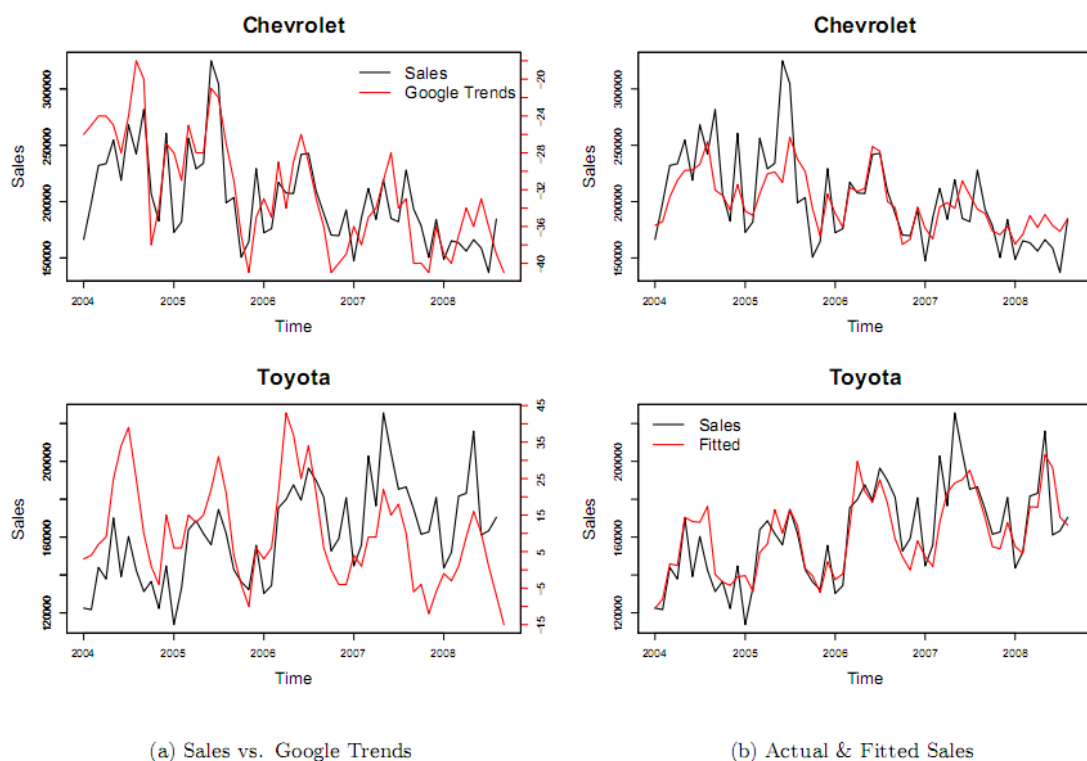 Chevrolet
Sales
Google Trends
Sales
300000
250000
200000
150000
-20
-24
-28
-32
-36
-40
2004 2005 2006 2007 2008
Time
Chevrolet
Sales
300000
250000
200000
150000
2004 2005 2006 2007 2008
Time
Toyota
Sales
200000
160000
120000
45
35
25
15
5
-5
-15
2004 2005 2006 2007 2008
Time
Toyota
Sales
Fitted
Sales
200000
160000
120000
2004 2005 2006 2007 2008
Time
(a) Sales vs. Google Trends
(b) Actual & Fitted Sales